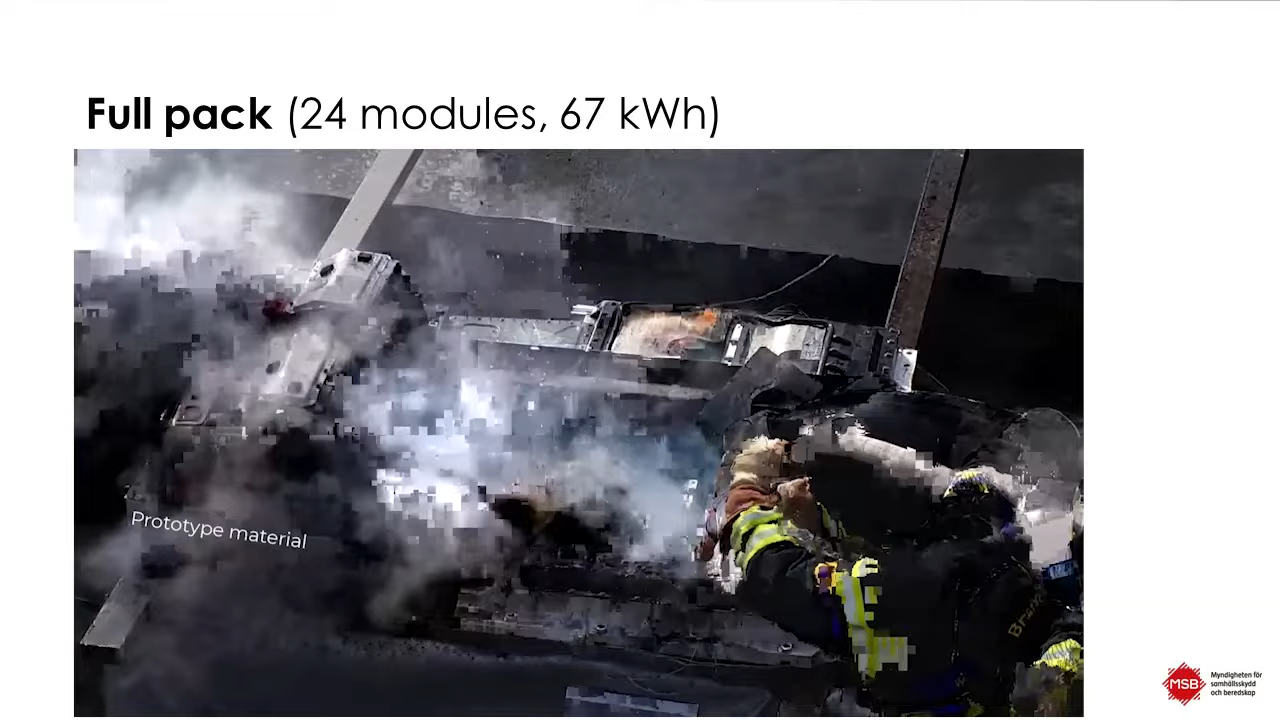 Full pack (24 modules, 67 kWh)
Prototype material
MSB
Myndigheten för
samhällsskydd
och beredskap